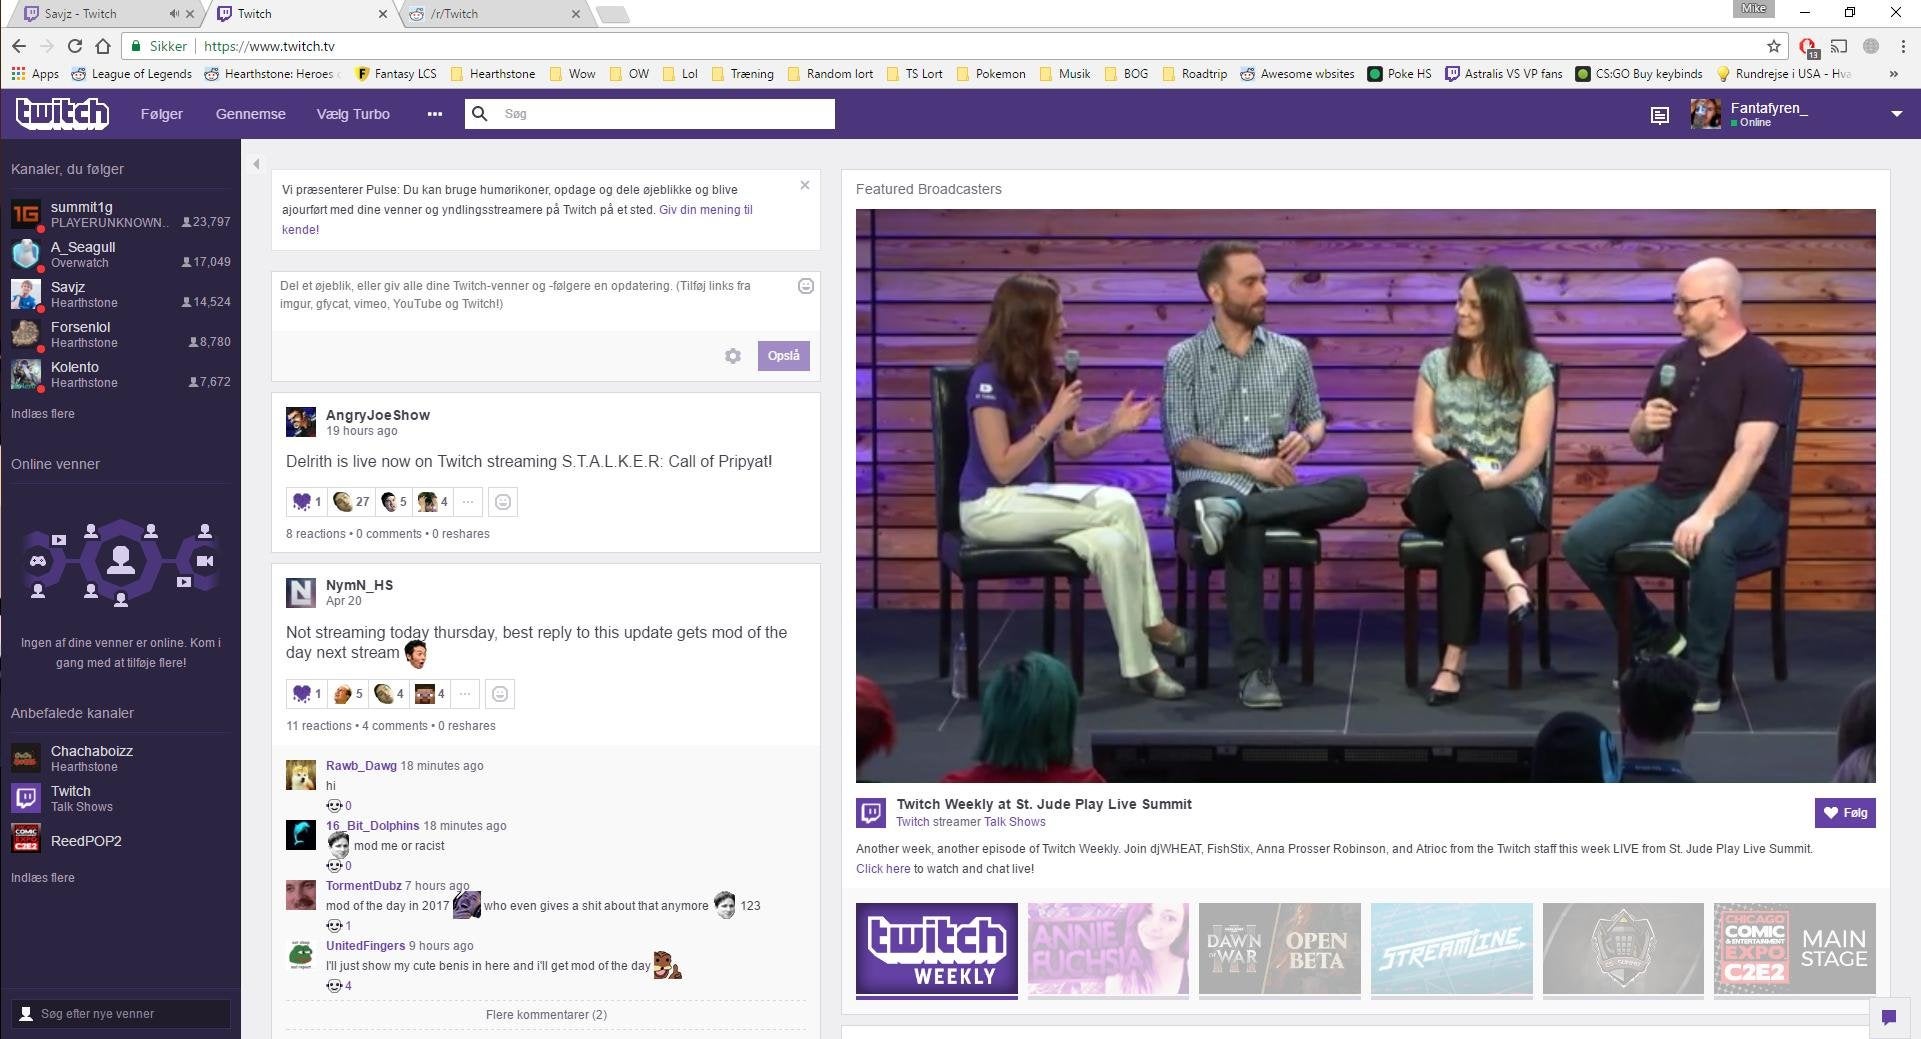 Savjz - Twitch
Twitch
/r/Twitch
Mike
Sikker
https://www.twitch.tv
13
Apps
League of Legends
Hearthstone: Heroes
Fantasy LCS
Hearthstone
Wow
OW
Lol
Træning
Random lort
TS Lort
Pokemon
Musik
BOG
Roadtrip
Awesome wbsites
Poke HS
Astralis VS VP fans
CS:GO Buy keybinds
Rundrejse i USA - Hva
twitch
Følger
Gennemse
Vælg Turbo
Søg
Fantafyren_
Online
Kanaler, du følger
summit1g
PLAYERUNKNOWN..
23,797
A_Seagull
Overwatch
17,049
Savjz
Hearthstone
14,524
Forsenlol
Hearthstone
8,780
Kolento
Hearthstone
7,672
Indlæs flere
Online venner
Ingen af dine venner er online. Kom i
gang med at tilføje flere!
Anbefalede kanaler
Chachaboizz
Hearthstone
Twitch
Talk Shows
ReedPOP2
Indlæs flere
Søg efter nye venner
Vi præsenterer Pulse: Du kan bruge humørikoner, opdage og dele øjeblikke og blive
ajourført med dine venner og yndlingsstreamere på Twitch på et sted. Giv din mening til
kende!
Del et øjeblik, eller giv alle dine Twitch-venner og -følgere en opdatering. (Tilføj links fra
imgur, gfycat, vimeo, YouTube og Twitch!)
Opslå
AngryJoeShow
19 hours ago
Delrith is live now on Twitch streaming S.T.A.L.K.E.R: Call of Pripyat!
1 27 5 4 ...
8 reactions • 0 comments • 0 reshares
NymN_HS
Apr 20
Not streaming today thursday, best reply to this update gets mod of the
day next stream
1 5 4 4 ...
11 reactions • 4 comments • 0 reshares
Rawb_Dawg 18 minutes ago
hi
0
16_Bit_Dolphins 18 minutes ago
mod me or racist
0
TormentDubz 7 hours ago
mod of the day in 2017 who even gives a shit about that anymore 123
1
UnitedFingers 9 hours ago
I'll just show my cute benis in here and i'll get mod of the day
4
Flere kommentarer (2)
Featured Broadcasters
Twitch Weekly at St. Jude Play Live Summit
Twitch streamer Talk Shows
Følg
Another week, another episode of Twitch Weekly. Join djWHEAT, FishStix, Anna Prosser Robinson, and Atrioc from the Twitch staff this week LIVE from St. Jude Play Live Summit.
Click here to watch and chat live!
twitch
WEEKLY
ANNIE
FUCHSIA
DAWN
OF WAR
III
OPEN
BETA
STREAMLINE
CHICAGO
COMIC
& ENTERTAINMENT
EXPO
C2E2
MAIN
STAGE